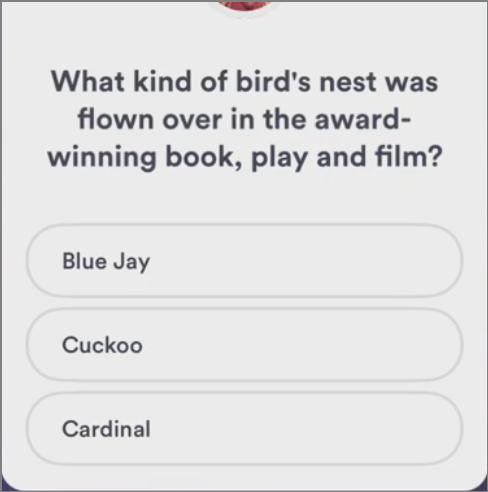 What kind of bird's nest was
flown over in the award-
winning book, play and film?
Blue Jay
Cuckoo
Cardinal